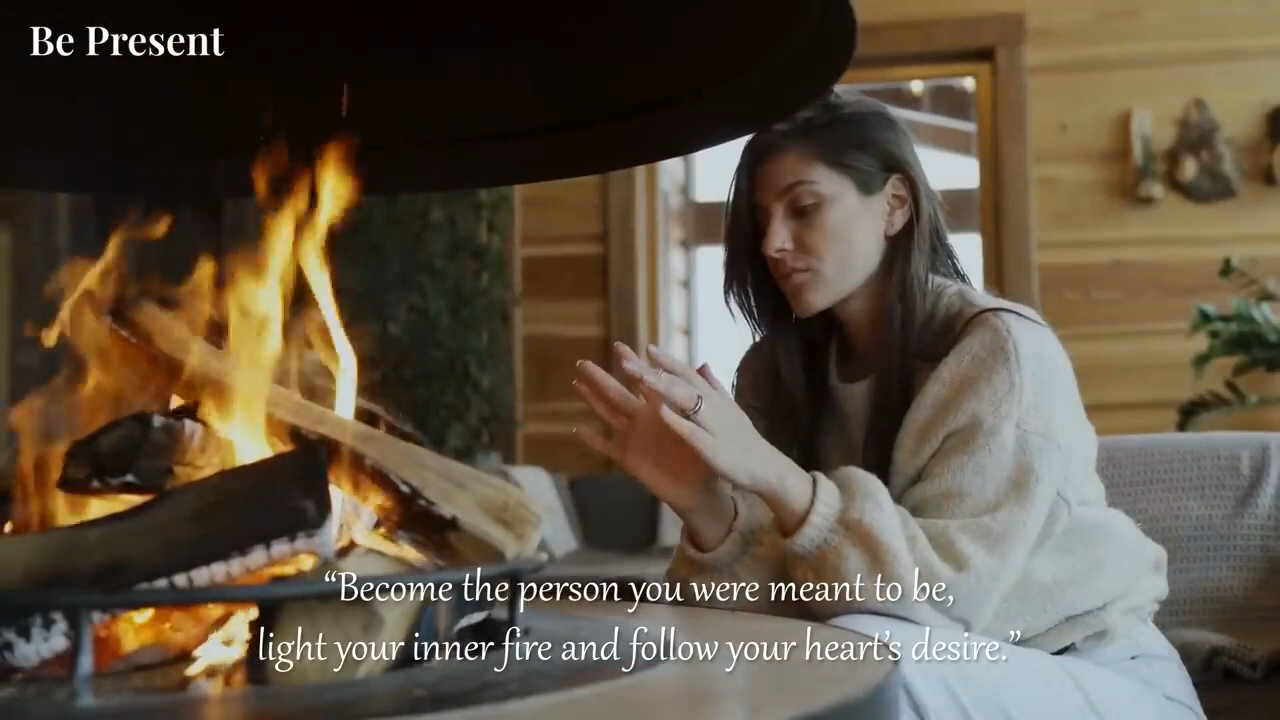 Be Present
“Become the person you were meant to be,
light your inner fire and follow your heart’s desire.”